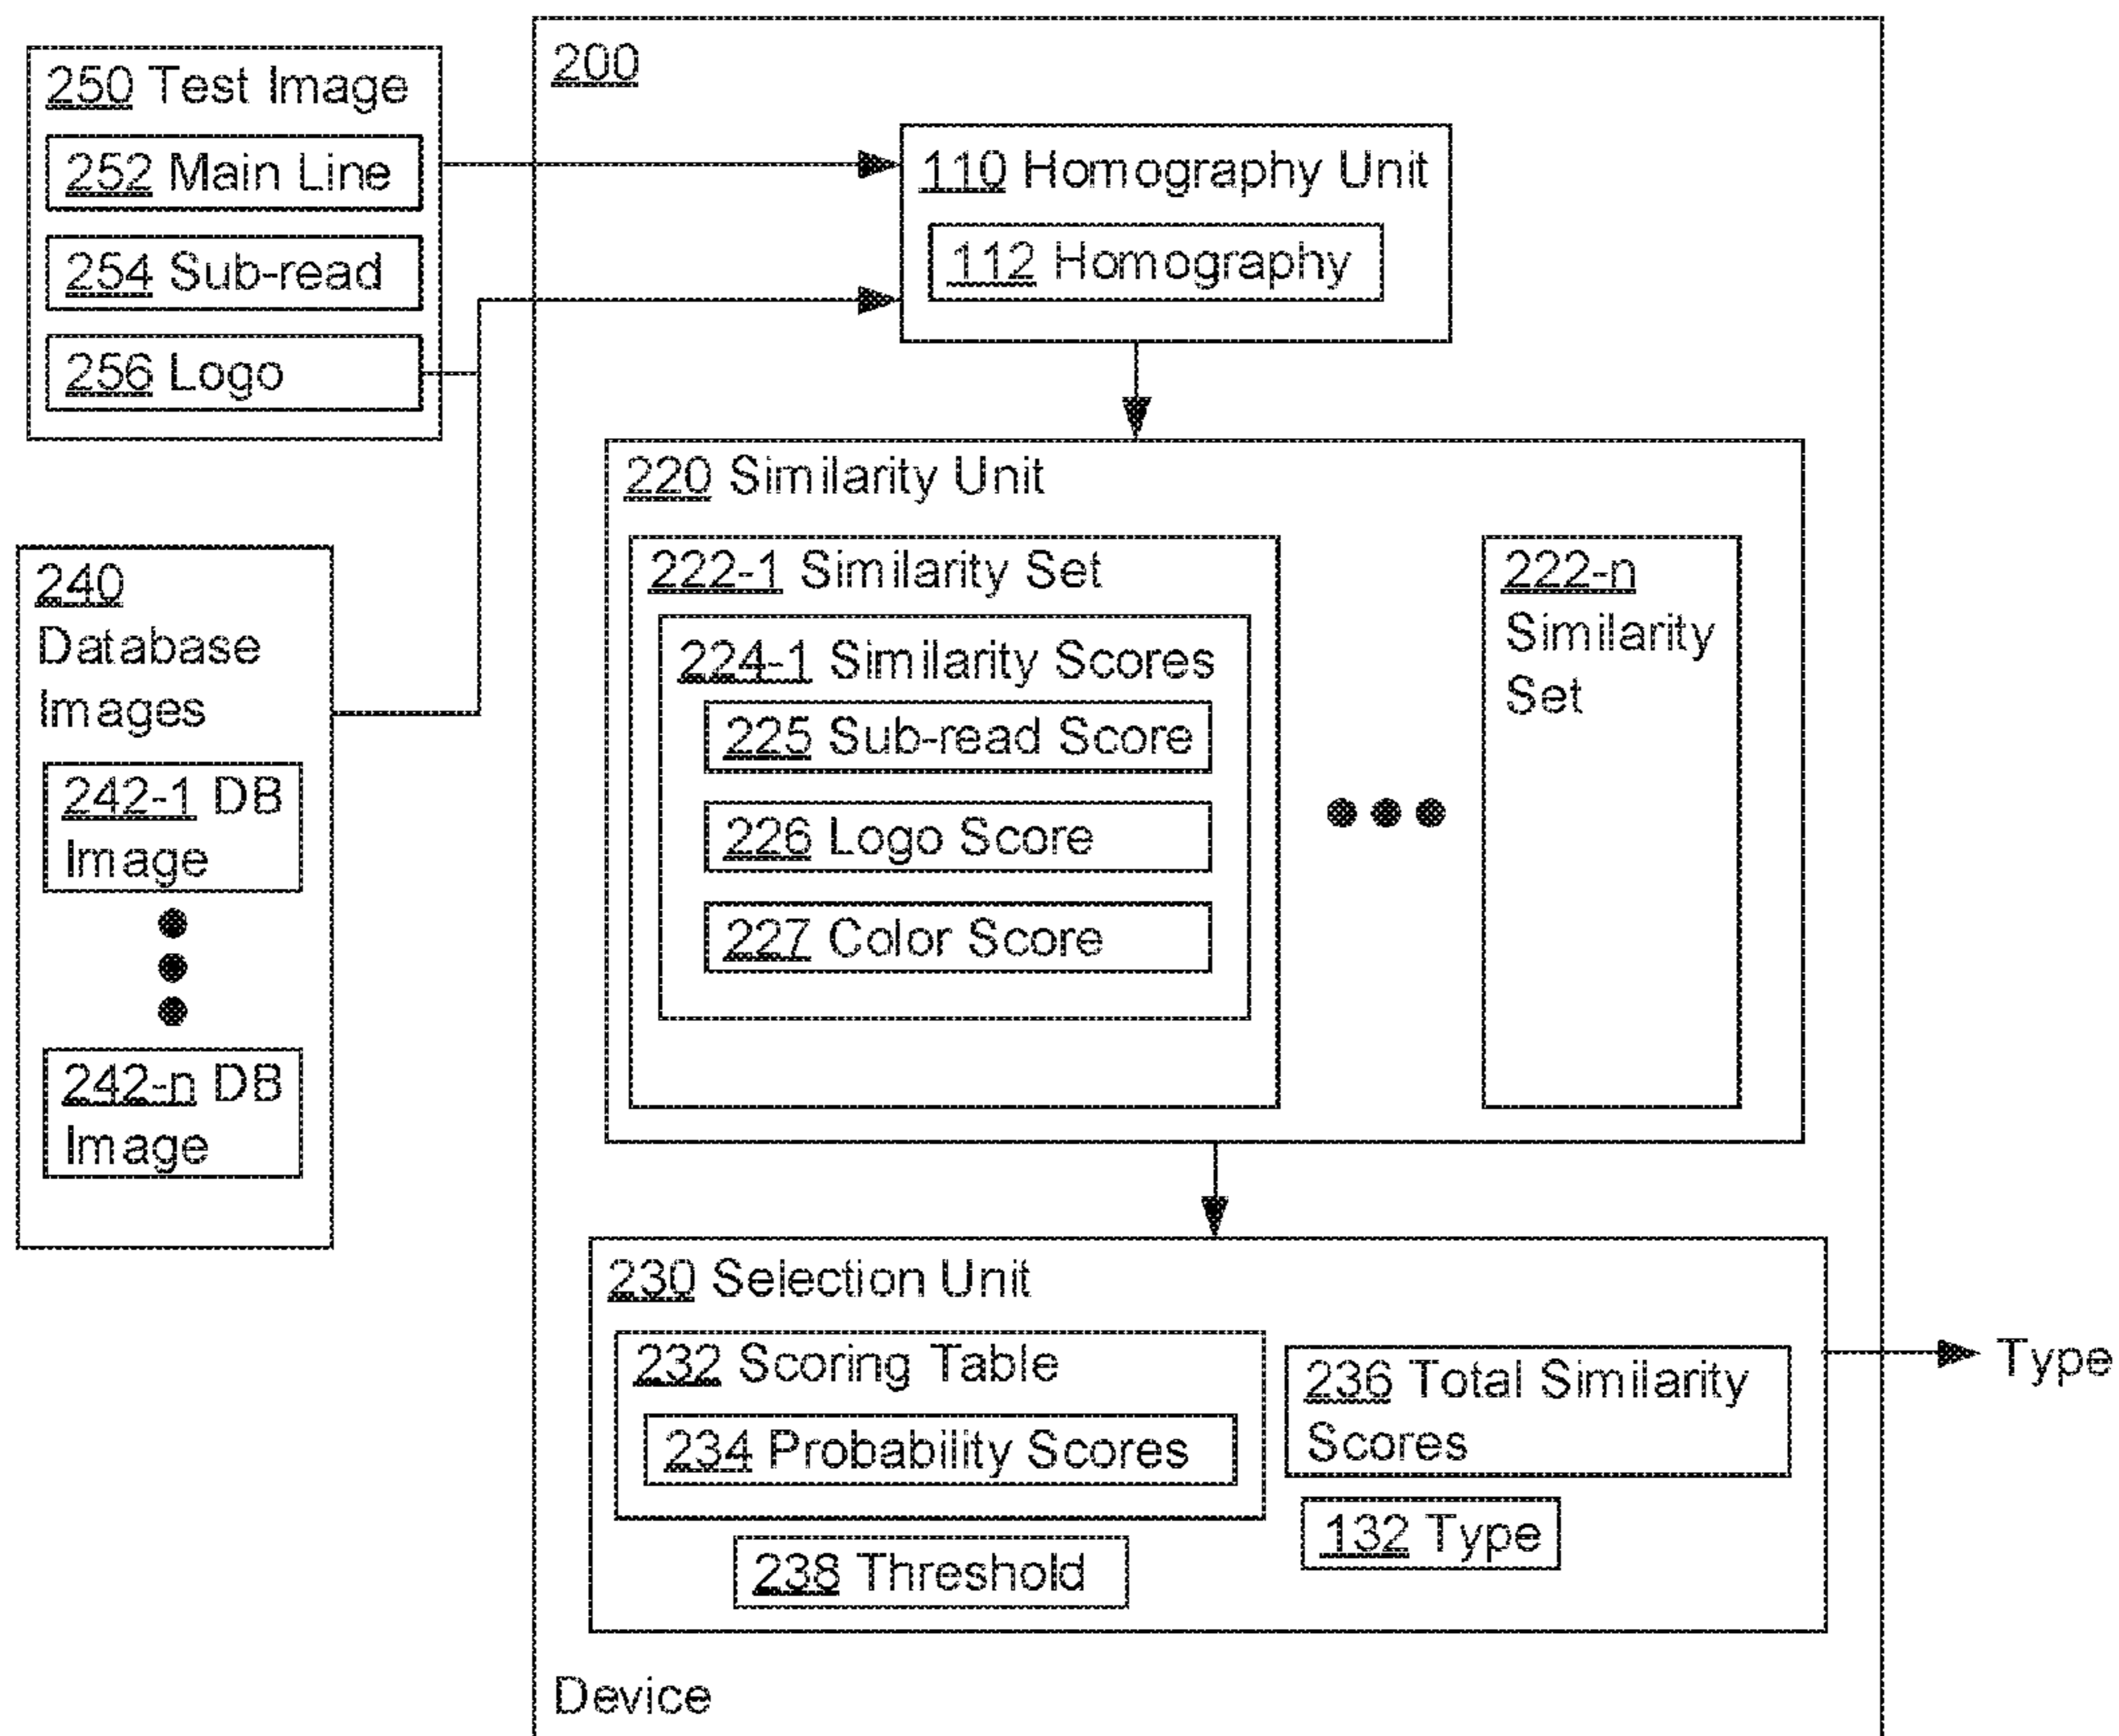 250 Test Image
252 Main Line
254 Sub-read
256 Logo
240
Database
Images
242-1 DB
Image
242-n DB
Image
200
110 Homography Unit
112 Homography
220 Similarity Unit
222-1 Similarity Set
224-1 Similarity Scores
225 Sub-read Score
226 Logo Score
227 Color Score
222-n
Similarity
Set
230 Selection Unit
232 Scoring Table
234 Probability Scores
238 Threshold
236 Total Similarity
Scores
132 Type
Type
Device